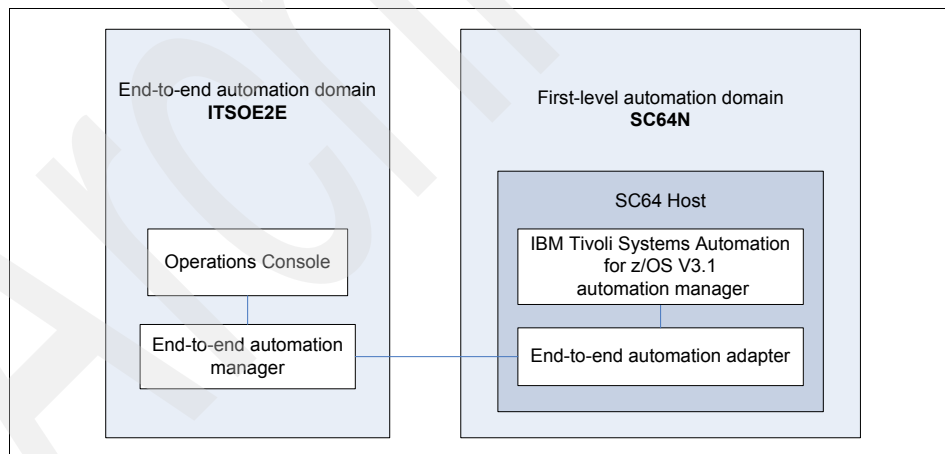 End-to-end automation domain
ITSOE2E
Operations Console
End-to-end automation
manager
First-level automation domain
SC64N
SC64 Host
IBM Tivoli Systems Automation
for z/OS V3.1
automation manager
End-to-end automation adapter